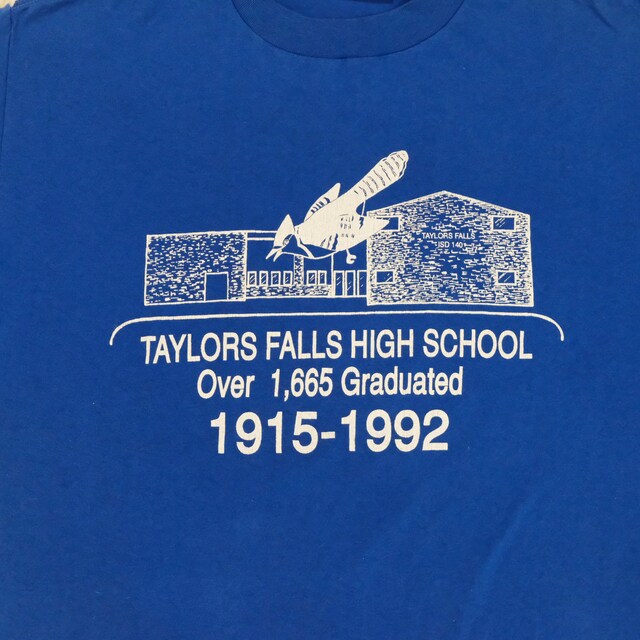 TAYLORS FALLS
ISD 140
TAYLORS FALLS HIGH SCHOOL
Over 1,665 Graduated
1915-1992